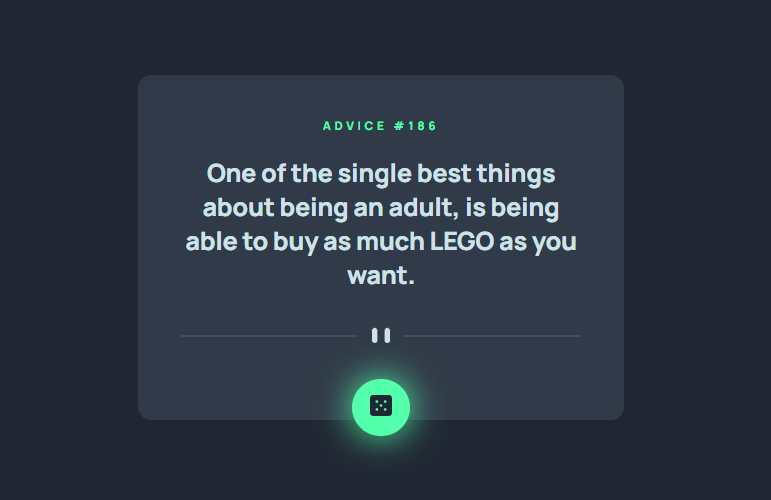 ADVICE #186
One of the single best things
about being an adult, is being
able to buy as much LEGO as you
want.